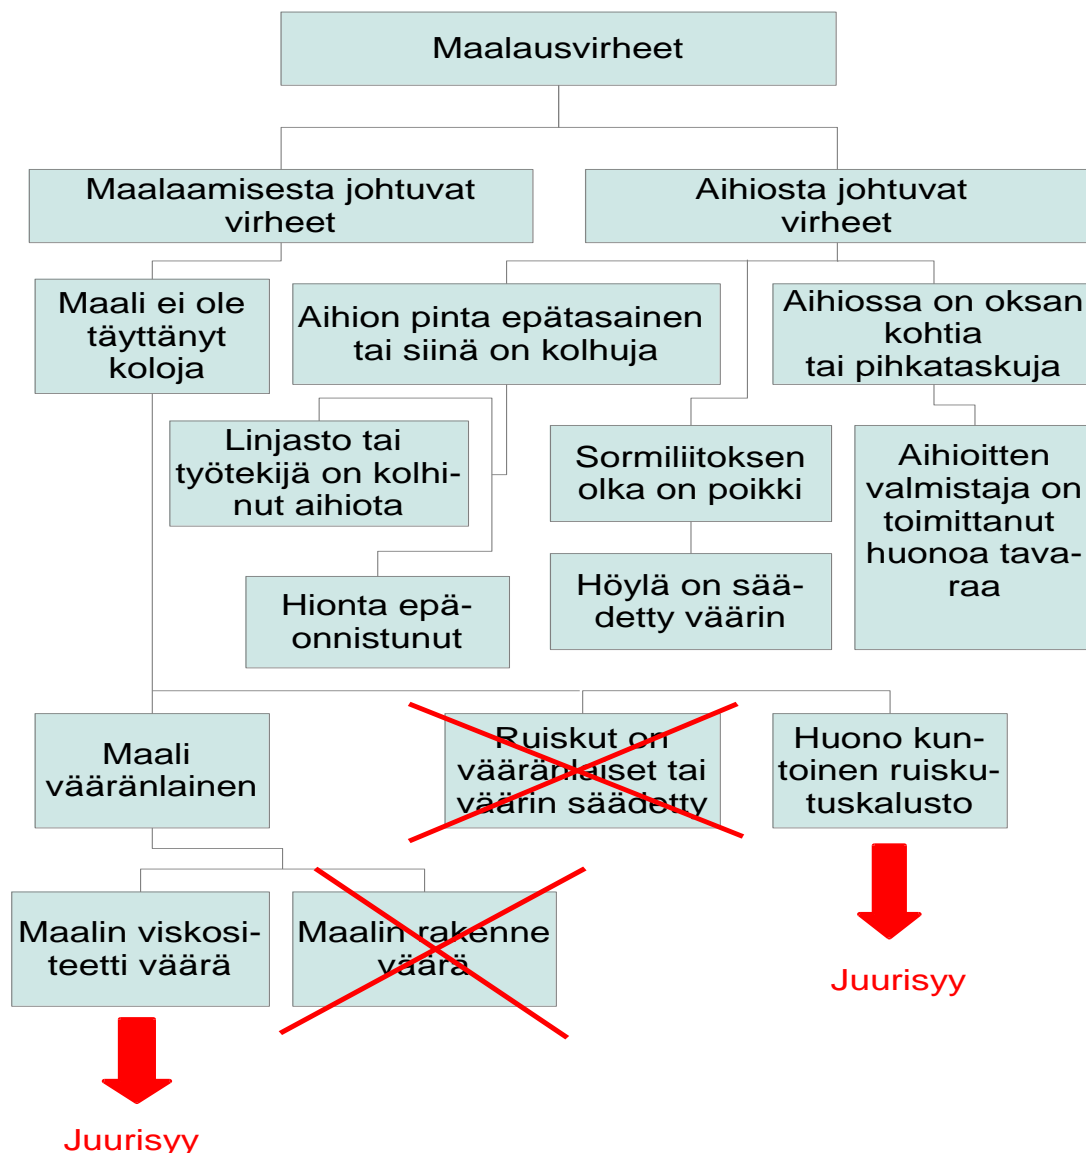 Maalausvirheet
Maalaamisesta johtuvat
virheet
Aihiosta johtuvat
virheet
Maali ei ole
täyttänyt
koloja
Aihion pinta epätasainen
tai siinä on kolhuja
Aihiossa on oksan
kohtia
tai pihkataskuja
Linjasto tai
työtekijä on kolhi-
nut aihiota
Sormiliitoksen
olka on poikki
Aihioitten
valmistaja on
toimittanut
huonoa tava-
raa
Hionta epä-
onnistunut
Höylä on sää-
detty väärin
Maali
vääränlainen
Ruiskut on
vääränlaiset tai
väärin säädetty
Huono kun-
toinen ruisku-
tuskalusto
Maalin viskosi-
teetti väärä
Maalin rakenne
väärä
Juurisyy
Juurisyy